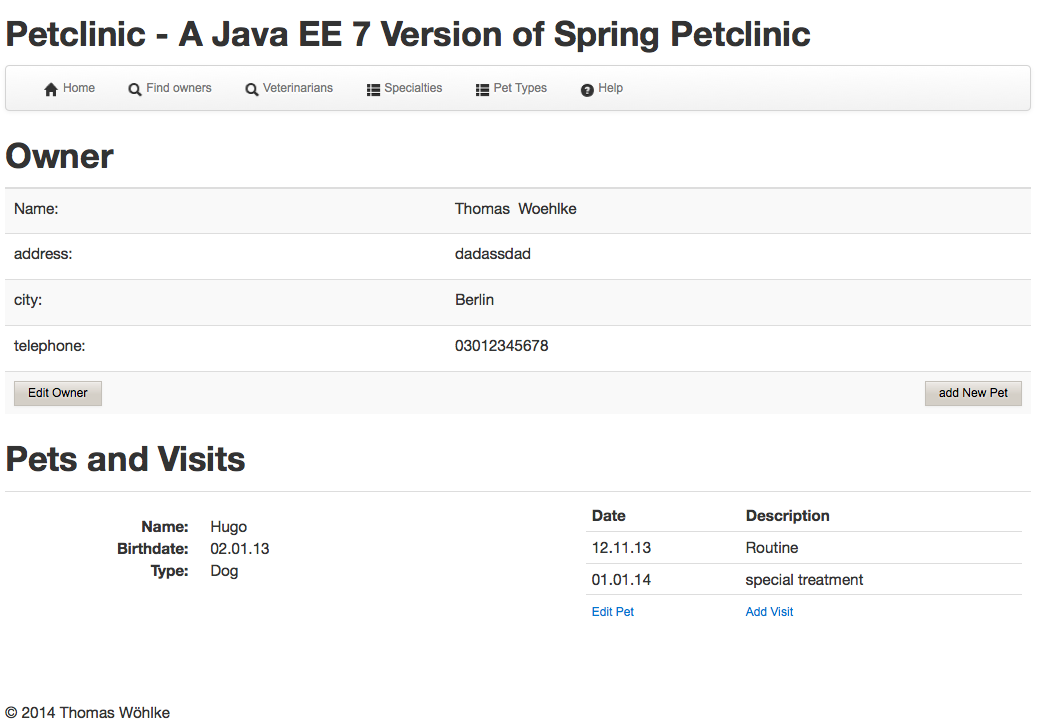 Petclinic - A Java EE 7 Version of Spring Petclinic
Home Find owners Veterinarians Specialties Pet Types Help
Owner
Name: Thomas Woehlke
address: dadassdad
city: Berlin
telephone: 03012345678
Edit Owner add New Pet
Pets and Visits
Name: Hugo
Birthdate: 02.01.13
Type: Dog
Date Description
12.11.13 Routine
01.01.14 special treatment
Edit Pet Add Visit
© 2014 Thomas Wöhlke